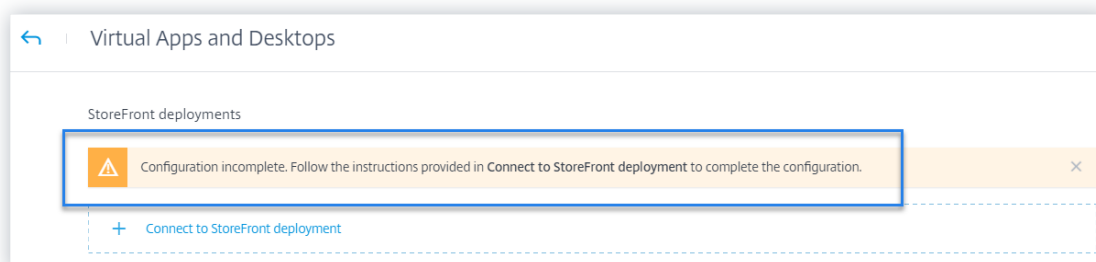 Virtual Apps and Desktops
StoreFront deployments
Configuration incomplete. Follow the instructions provided in Connect to StoreFront deployment to complete the configuration.
+ Connect to StoreFront deployment